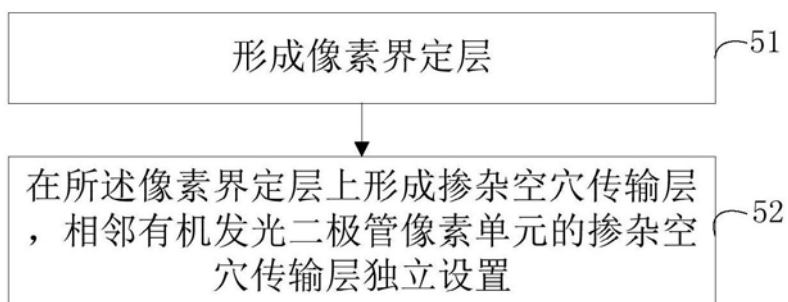 形成像素界定层
51
在所述像素界定层上形成掺杂空穴传输层
，相邻有机发光二极管像素单元的掺杂空
穴传输层独立设置
52